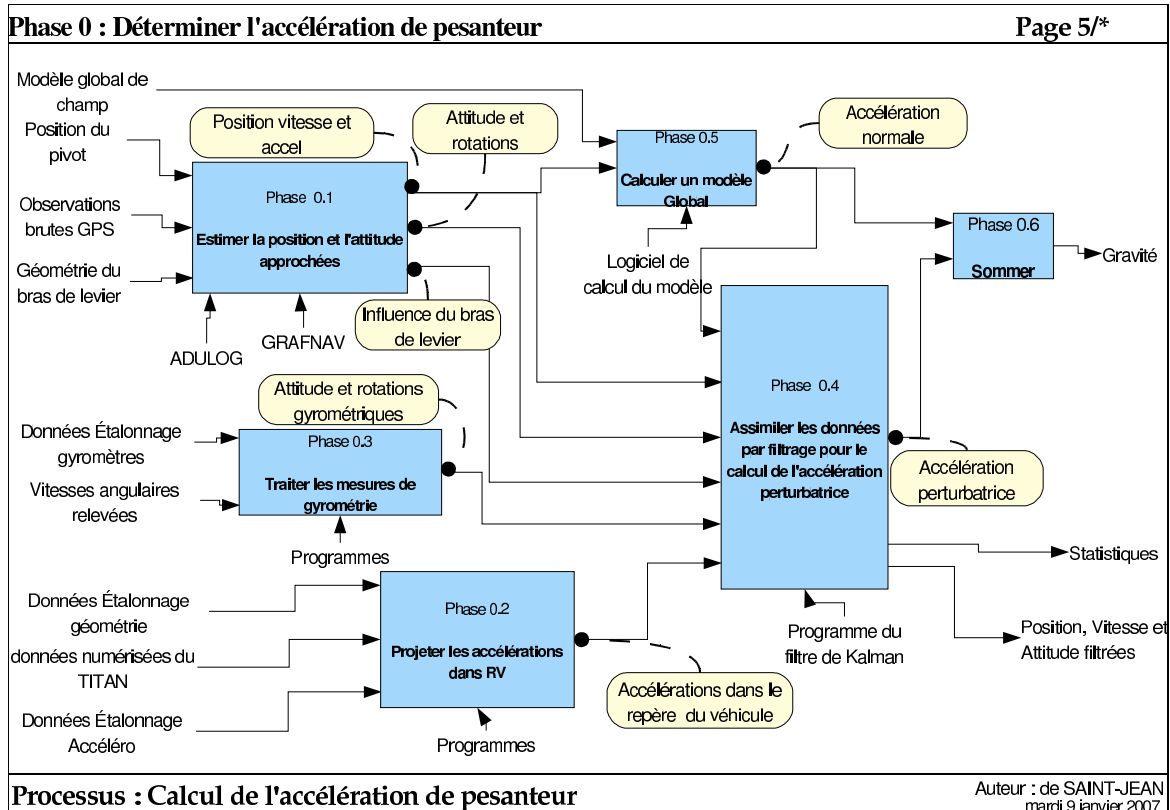 Phase 0 : Déterminer l'accélération de pesanteur
Page 5/*
Modèle global de
champ
Position du
pivot
Observations
brutes GPS
Géométrie du
bras de levier
Position vitesse et
accel
Attitude et
rotations
Phase 0.1
Estimer la position et l'attitude
approchées
ADULOG
GRAFNAV
Influence du bras
de levier
Phase 0.5
Calculer un modèle
Global
Logiciel de
calcul du modèle
Accélération
normale
Phase 0.6
Sommer
Gravité
Attitude et rotations
gyrométriques
Données Étalonnage
gyromètres
Vitesses angulaires
relevées
Phase 0.3
Traiter les mesures de
gyrométrie
Programmes
Phase 0.4
Assimiler les données
par filtrage pour le
calcul de l'accélération
perturbatrice
Accélération
perturbatrice
Statistiques
Position, Vitesse et
Attitude filtrées
Programme du
filtre de Kalman
Données Étalonnage
géométrie
données numérisées du
TITAN
Données Étalonnage
Accéléro
Phase 0.2
Projeter les accélérations
dans RV
Programmes
Accélérations dans le
repère du véhicule
Processus : Calcul de l'accélération de pesanteur
Auteur : de SAINT-JEAN
mardi 9 janvier 2007